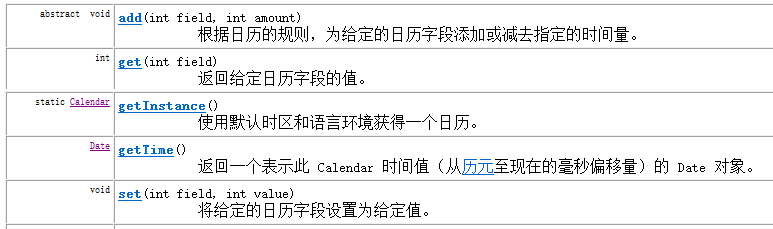 abstract void add(int field, int amount)
根据日历的规则，为给定的日历字段添加或减去指定的时间量。
int get(int field)
返回给定日历字段的值。
static Calendar getInstance()
使用默认时区和语言环境获得一个日历。
Date getTime()
返回一个表示此 Calendar 时间值（从历元至现在的毫秒偏移量）的 Date 对象。
void set(int field, int value)
将给定的日历字段设置为给定值。